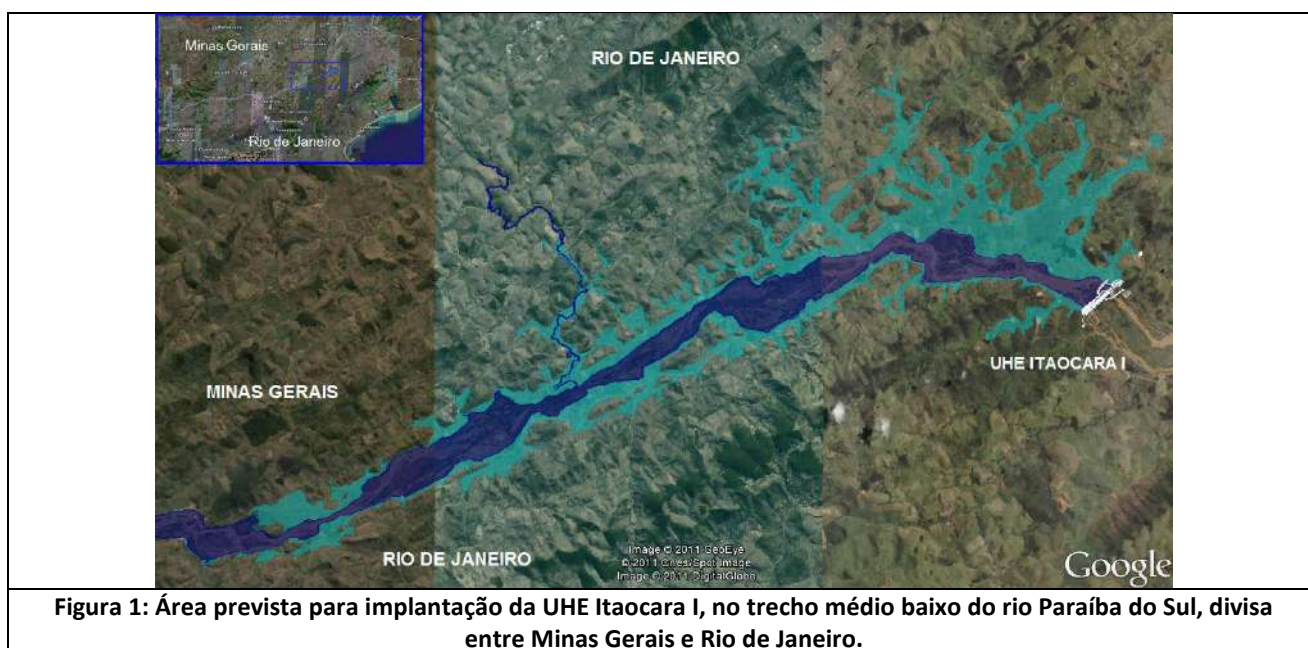 Minas Gerais
Rio de Janeiro
RIO DE JANEIRO
MINAS GERAIS
UHE ITAOCARA I
RIO DE JANEIRO
Image © 2011 GeoEye
© 2011 Cnes/Spot Image
Image © 2011 DigitalGlobe
Google
Figura 1: Área prevista para implantação da UHE Itaocara I, no trecho médio baixo do rio Paraíba do Sul, divisa
entre Minas Gerais e Rio de Janeiro.